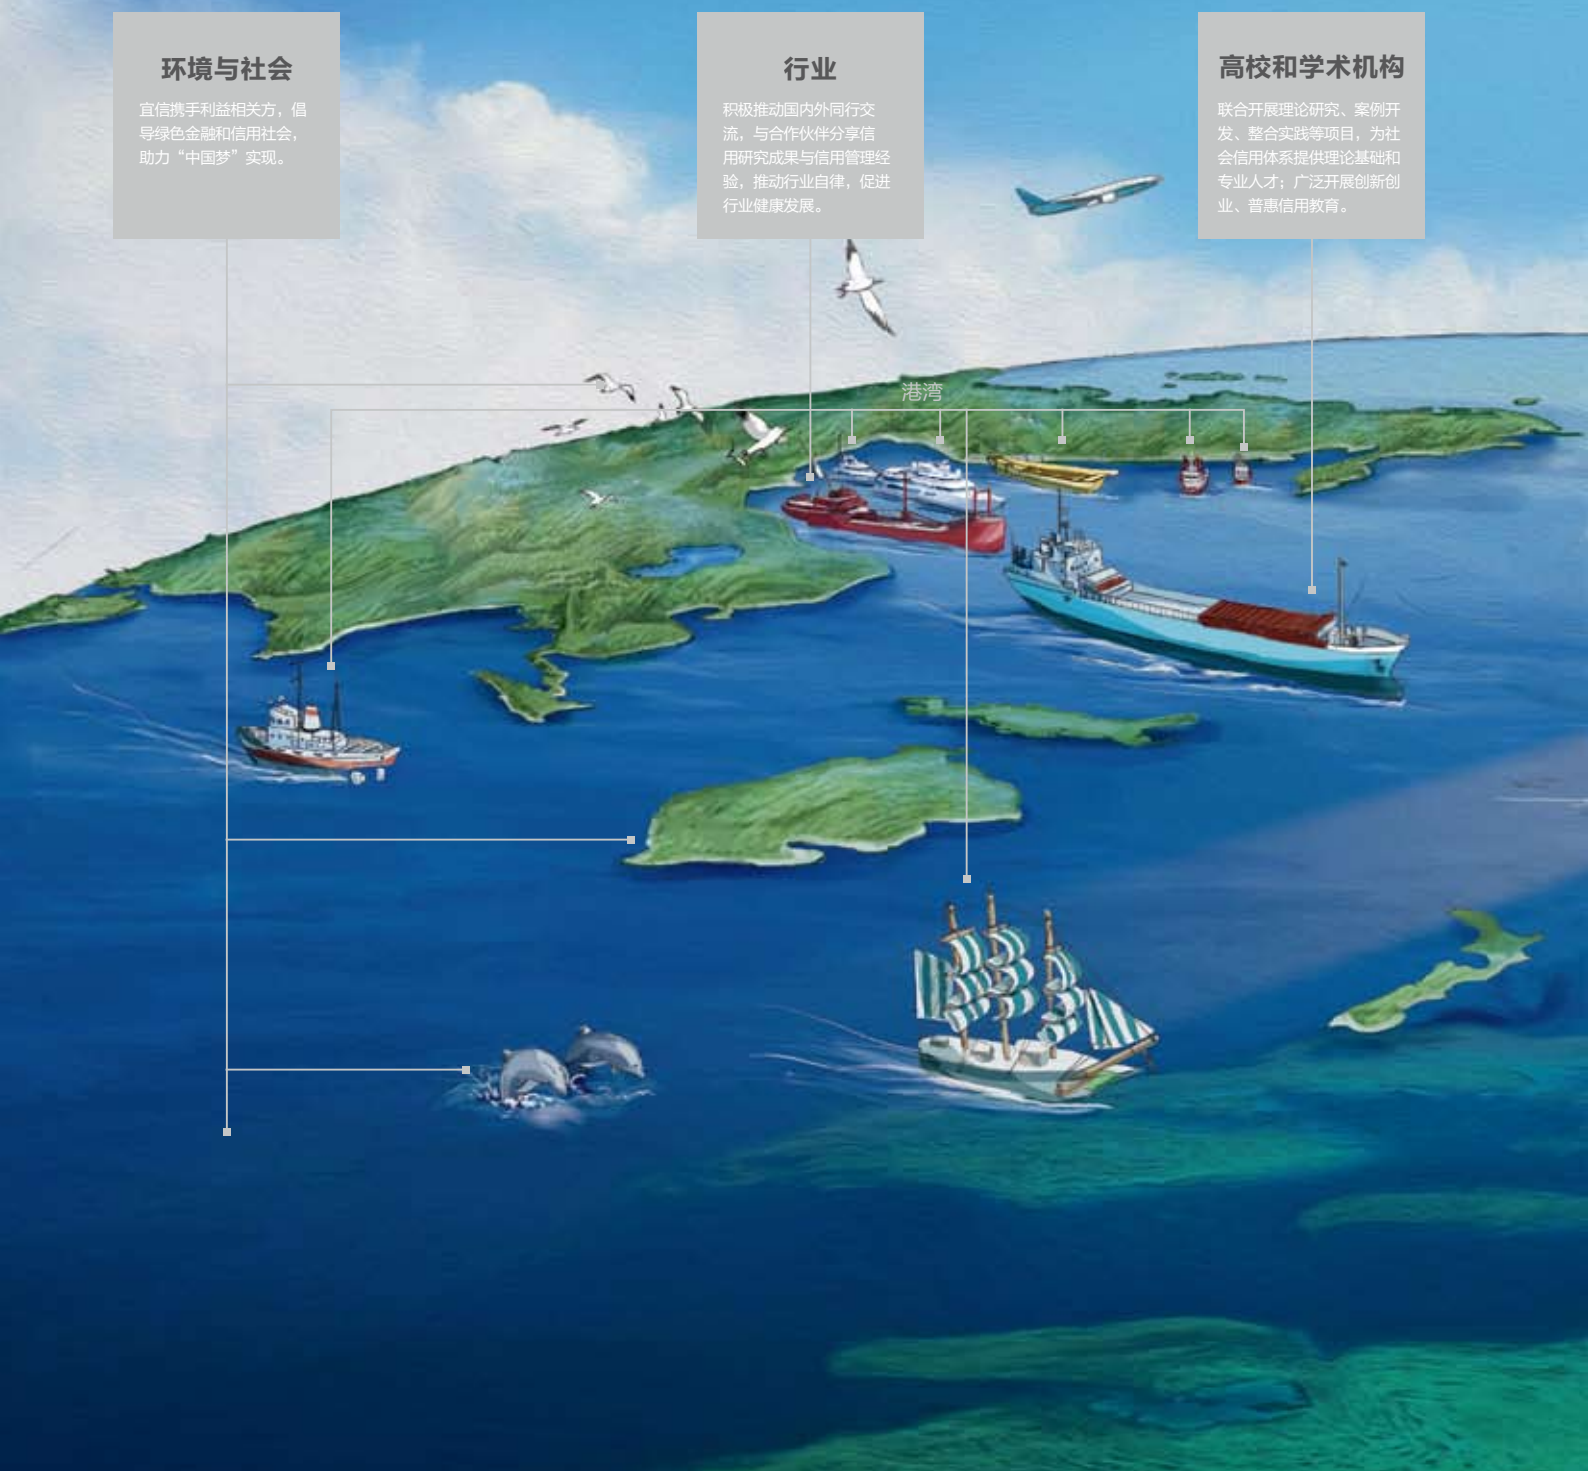 环境与社会
宜信携手利益相关方，倡
导绿色金融和信用社会，
助力“中国梦”实现。
行业
积极推动国内外同行交
流，与合作伙伴分享信
用研究成果与信用管理经
验，推动行业自律，促进
行业健康发展。
高校和学术机构
联合开展理论研究、案例开
发、整合实践等项目，为社
会信用体系提供理论基础和
专业人才；广泛开展创新创
业、普惠信用教育。
港湾